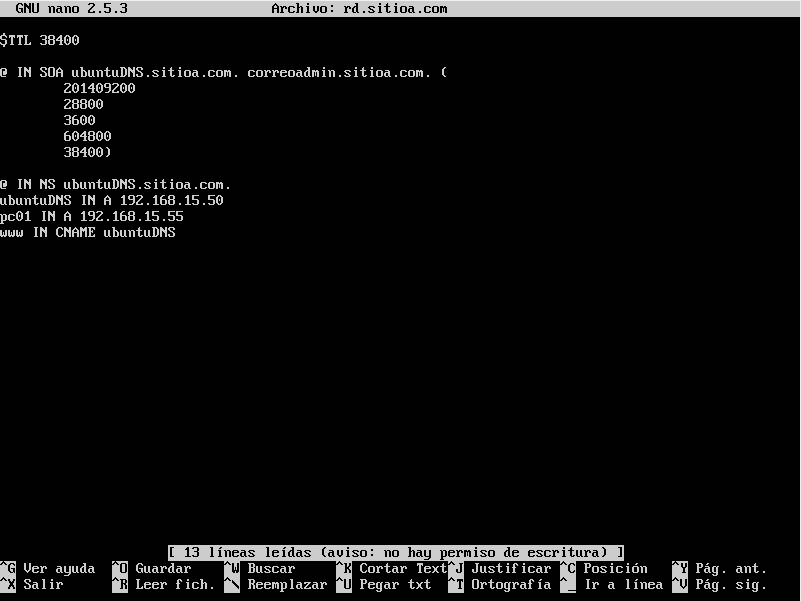 GNU nano 2.5.3 Archivo: rd.sitioa.com
$TTL 38400
@ IN SOA ubuntuDNS.sitioa.com. correoadmin.sitioa.com. (
201409200
28800
3600
604800
38400)
@ IN NS ubuntuDNS.sitioa.com.
ubuntuDNS IN A 192.168.15.50
pc01 IN A 192.168.15.55
www IN CNAME ubuntuDNS
[ 13 líneas leídas (aviso: no hay permiso de escritura) ]
^G Ver ayuda ^O Guardar ^W Buscar ^K Cortar Text ^J Justificar ^C Posición ^Y Pág. ant.
^X Salir ^R Leer fich. ^\ Reemplazar ^U Pegar txt ^T Ortografía ^_ Ir a línea ^V Pág. sig.